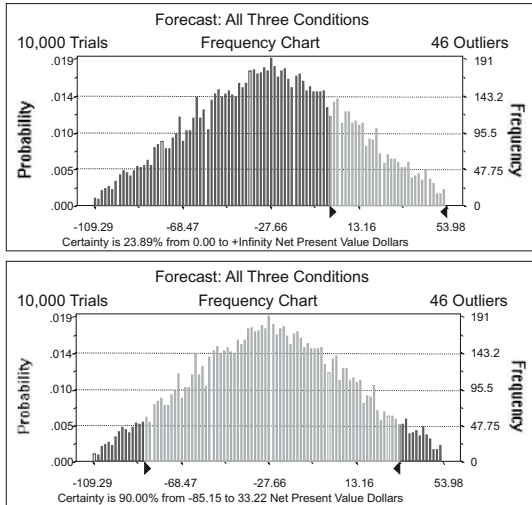 Forecast: All Three Conditions
10,000 Trials Frequency Chart 46 Outliers
.019 191
.014 143.2
.010 95.5
.005 47.75
.000 0
Probability
Frequency
-109.29 -68.47 -27.66 13.16 53.98
Certainty is 23.89% from 0.00 to +Infinity Net Present Value Dollars
Forecast: All Three Conditions
10,000 Trials Frequency Chart 46 Outliers
.019 191
.014 143.2
.010 95.5
.005 47.75
.000 0
Probability
Frequency
-109.29 -68.47 -27.66 13.16 53.98
Certainty is 90.00% from -85.15 to 33.22 Net Present Value Dollars